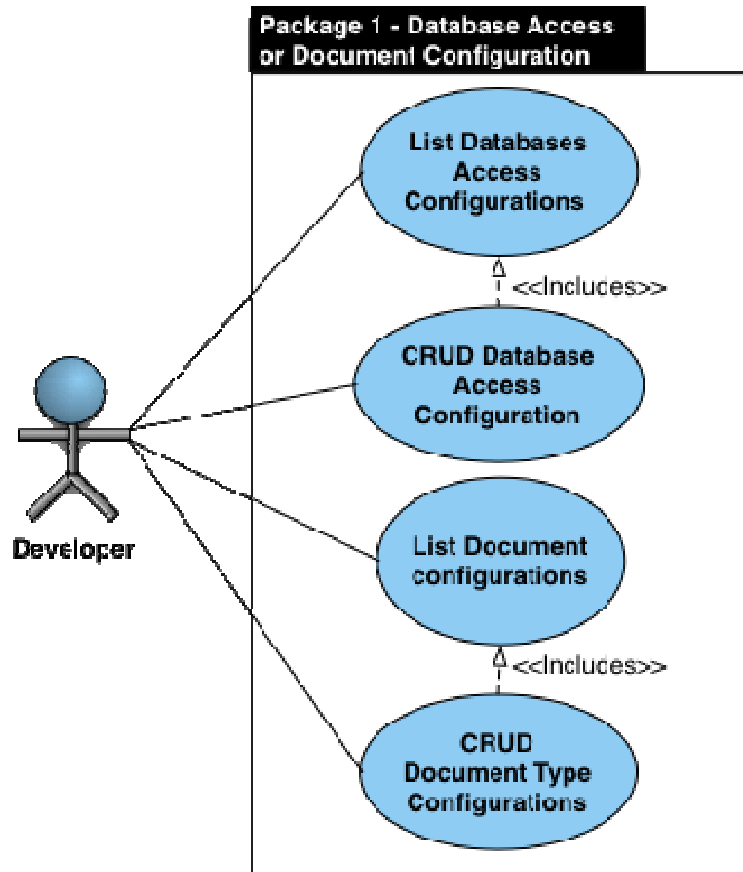 Package 1 - Database Access
or Document Configuration
List Databases
Access
Configurations
<<Includes>>
CRUD Database
Access
Configuration
Developer
List Document
configurations
<<Includes>>
CRUD
Document Type
Configurations